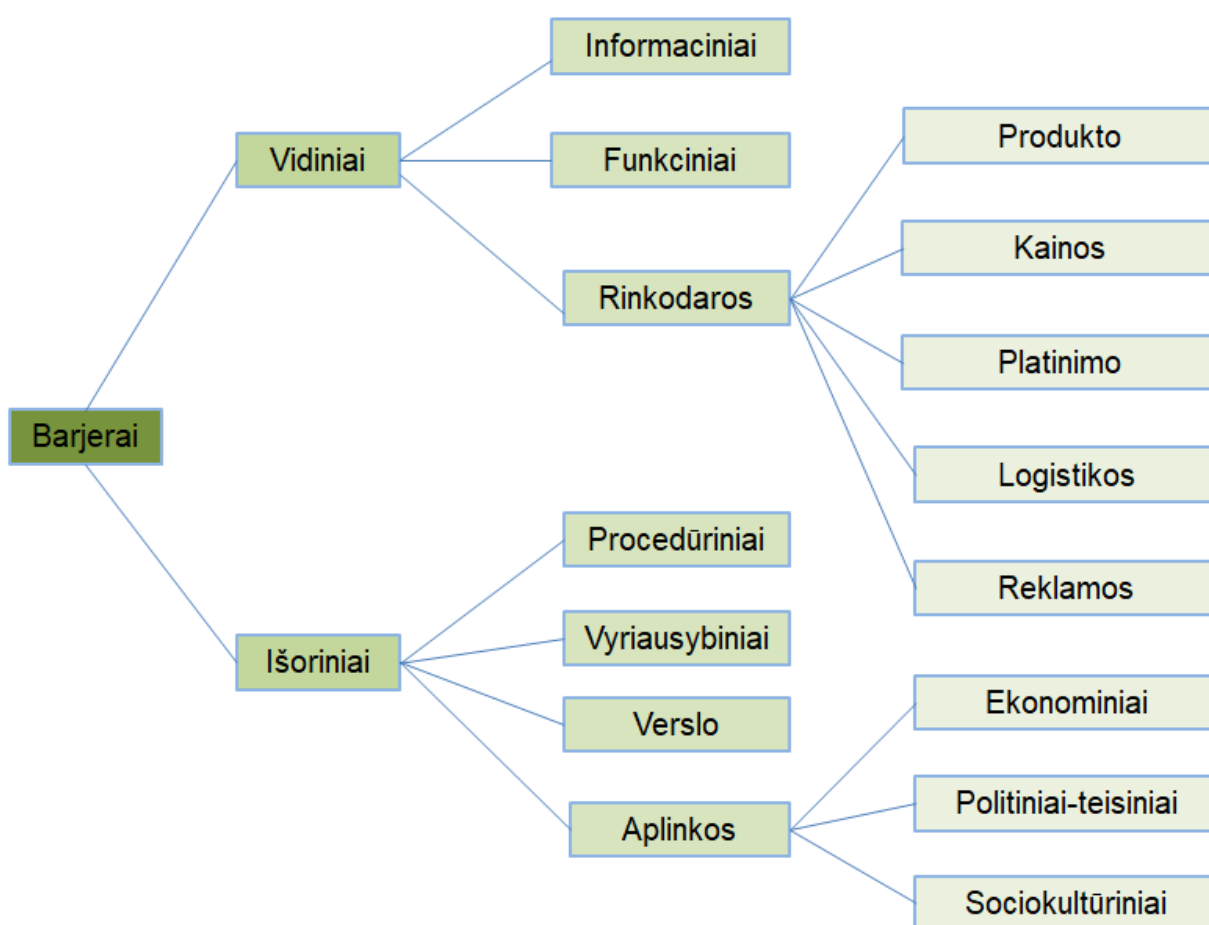 Barjerai
Vidiniai
Informaciniai
Funkciniai
Rinkodaros
Produkto
Kainos
Platinimo
Logistikos
Reklamos
Išoriniai
Procedūriniai
Vyriausybiniai
Verslo
Aplinkos
Ekonominiai
Politiniai-teisiniai
Sociokultūriniai